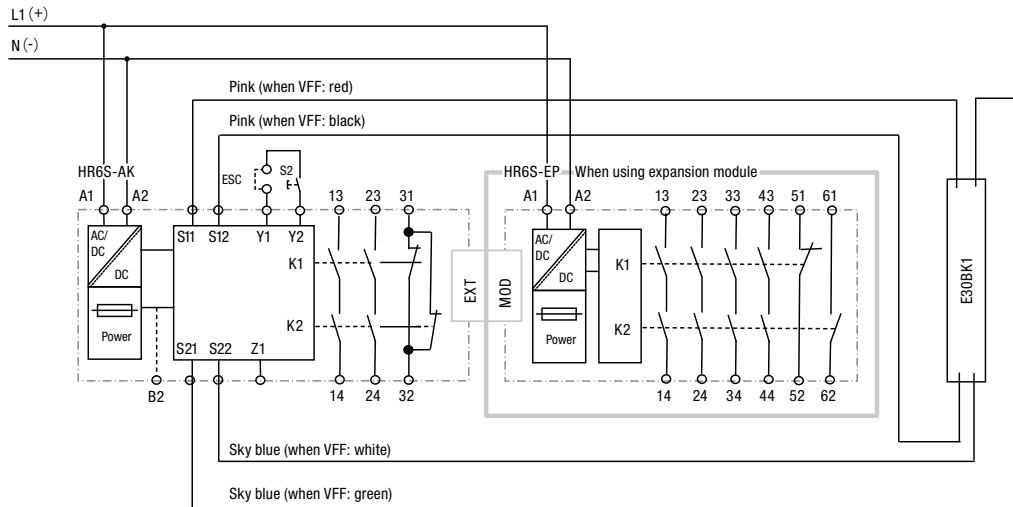 L1 (+)
N (-)
Pink (when VFF: red)
Pink (when VFF: black)
HR6S-AK
ESC
S2
HR6S-EP
When using expansion module
A1 A2
13 23 31
A1 A2
13 23 33 43 51 61
AC/
DC
DC
S11 S12 Y1 Y2
K1
AC/
DC
DC
K1
EXT
MOD
E30BK1
Power
K2
Power
K2
S21 S22 Z1
B2
14 24 32
14 24 34 44 52 62
Sky blue (when VFF: white)
Sky blue (when VFF: green)